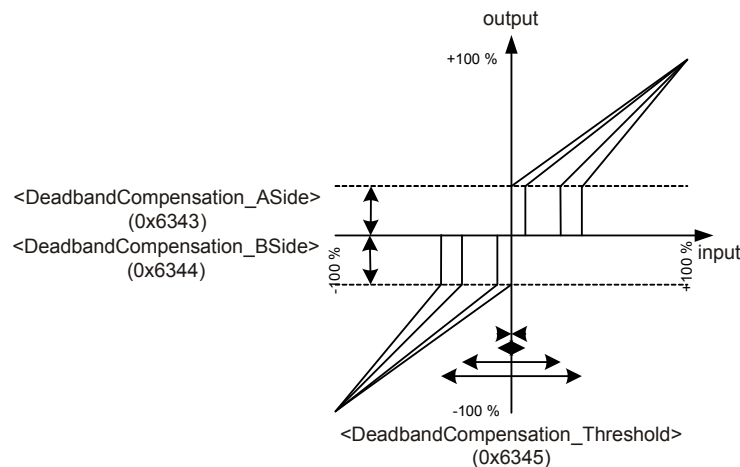 output
+100 %
<DeadbandCompensation_ASide>
(0x6343)
<DeadbandCompensation_BSide>
(0x6344)
-100 %
+100 %
input
-100 %
<DeadbandCompensation_Threshold>
(0x6345)